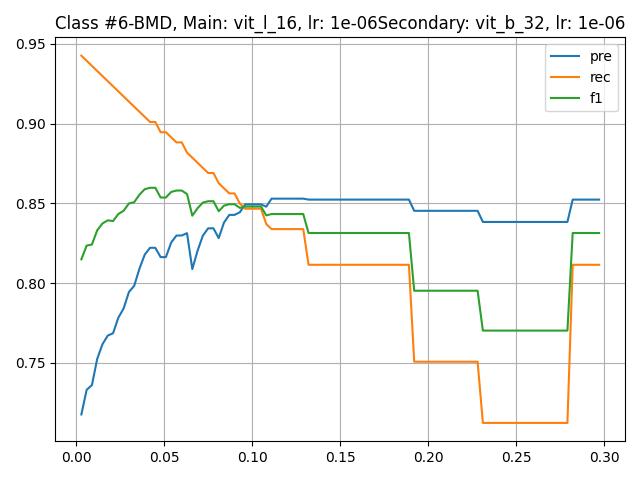 Class #6-BMD, Main: vit_l_16, lr: 1e-06Secondary: vit_b_32, lr: 1e-06
pre
rec
f1
0.95
0.90
0.85
0.80
0.75
0.00 0.05 0.10 0.15 0.20 0.25 0.30